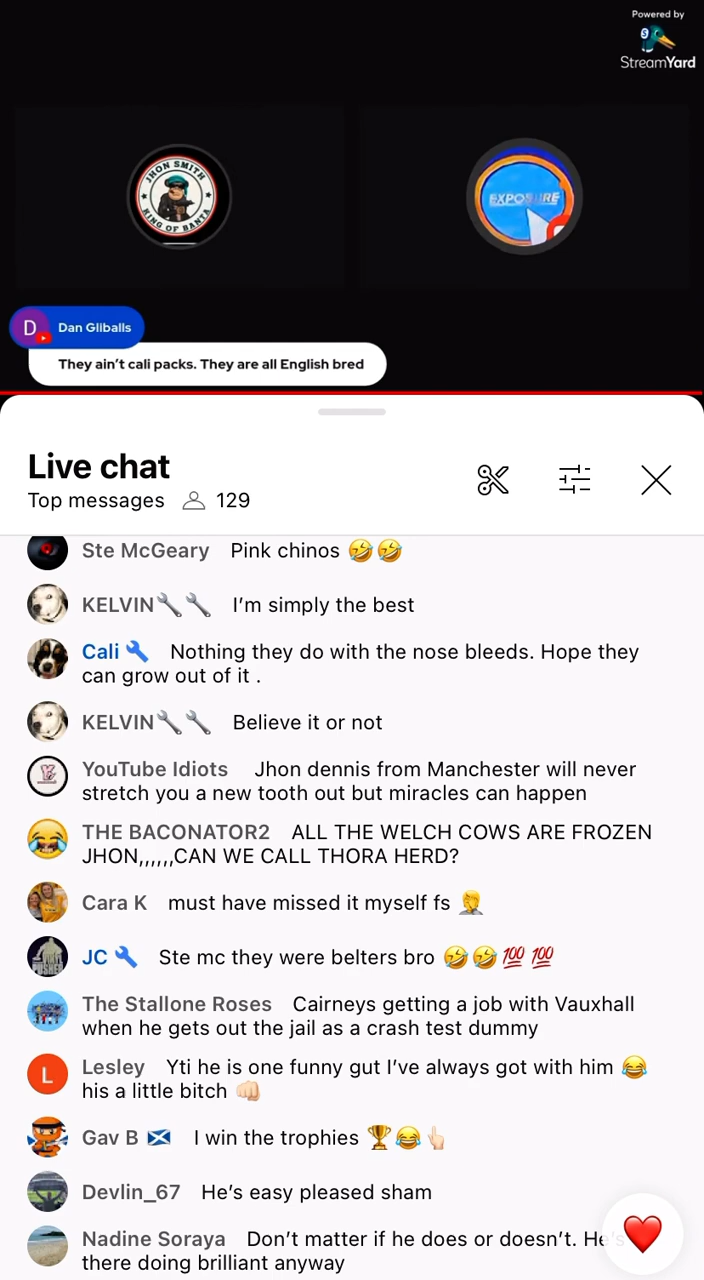 Powered by
StreamYard
JHON SMITH
KING OF BANTA
EXPOSURE
D Dan Gliballs
They ain't cali packs. They are all English bred
Live chat
Top messages 129
Ste McGeary Pink chinos 🤣🤣
KELVIN🔧🔧 I'm simply the best
Cali 🔧 Nothing they do with the nose bleeds. Hope they
can grow out of it .
KELVIN🔧🔧 Believe it or not
YouTube Idiots Jhon dennis from Manchester will never
stretch you a new tooth out but miracles can happen
THE BACONATOR2 ALL THE WELCH COWS ARE FROZEN
JHON,,,,,,CAN WE CALL THORA HERD?
Cara K must have missed it myself fs 🤦
JC 🔧 Ste mc they were belters bro 🤣🤣💯💯
The Stallone Roses Cairneys getting a job with Vauxhall
when he gets out the jail as a crash test dummy
L Lesley Yti he is one funny gut I've always got with him 😂
his a little bitch 👊🏻
Gav B 🏴󠁧󠁢󠁳󠁣󠁴󠁿 I win the trophies 🏆😂👆🏻
Devlin_67 He's easy pleased sham
Nadine Soraya Don't matter if he does or doesn't. He's
there doing brilliant anyway